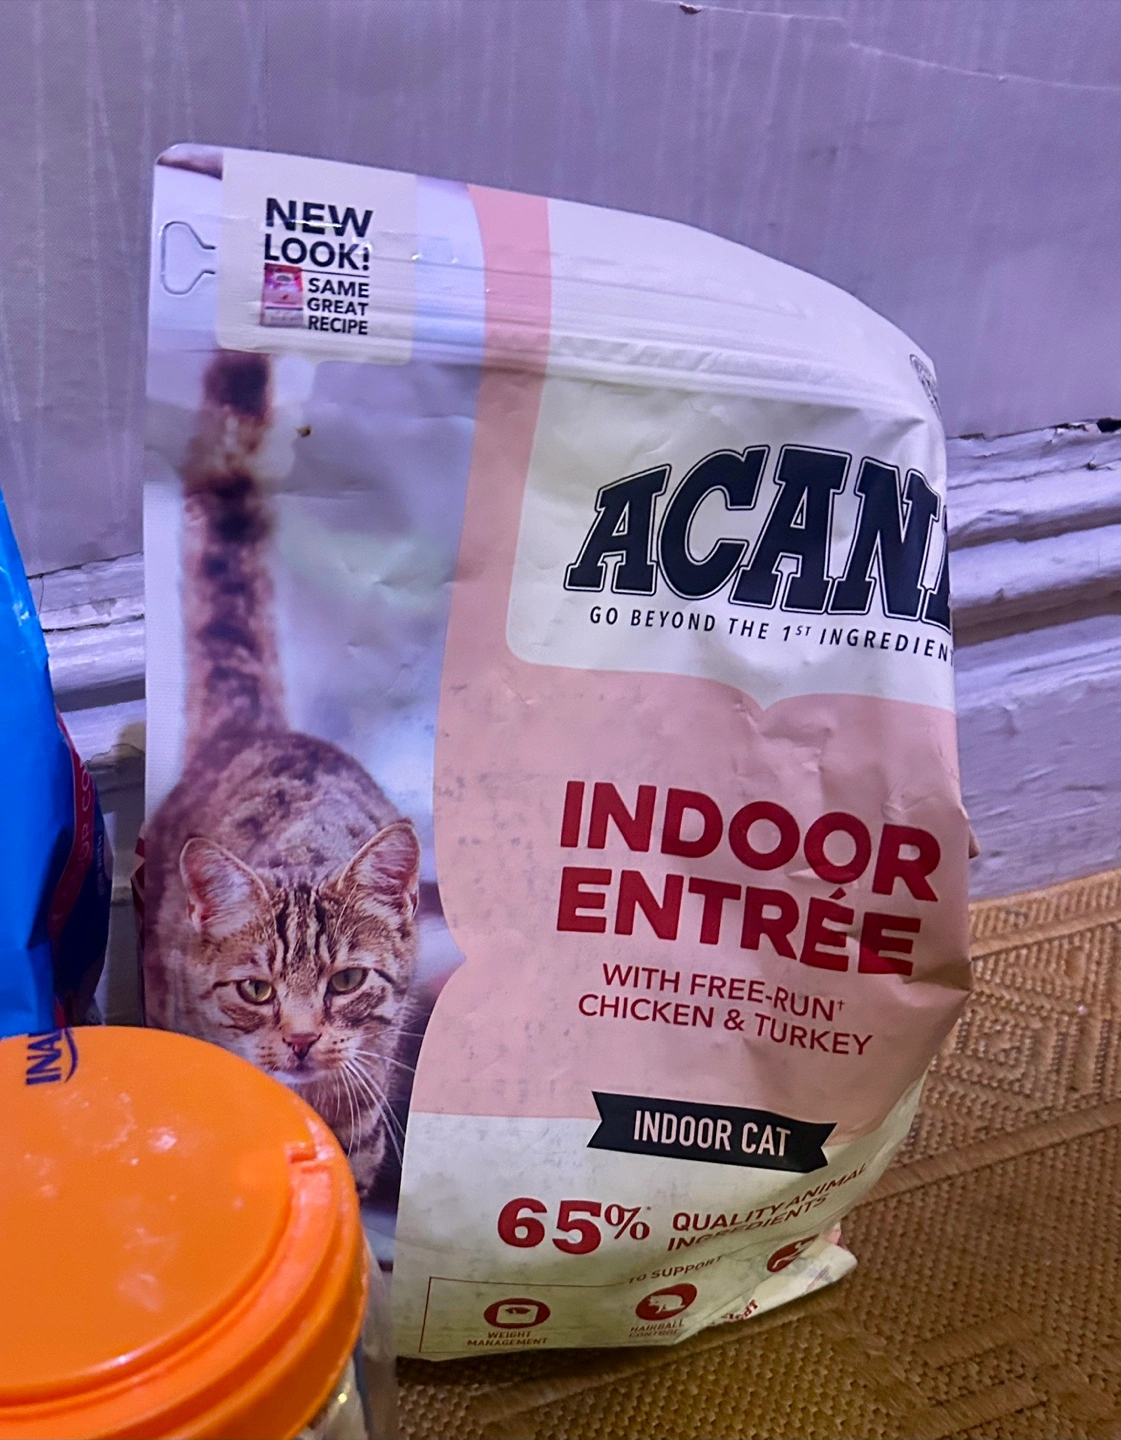 NEW
LOOK!
SAME
GREAT
RECIPE
ACAN
GO BEYOND THE 1ST INGREDIEN
INDOOR
ENTRÉE
WITH FREE-RUN†
CHICKEN & TURKEY
INDOOR CAT
65% QUALITY ANIMAL
INGREDIENTS
TO SUPPORT
WEIGHT
MANAGEMENT
HAIRBALL
CONTROL
INA